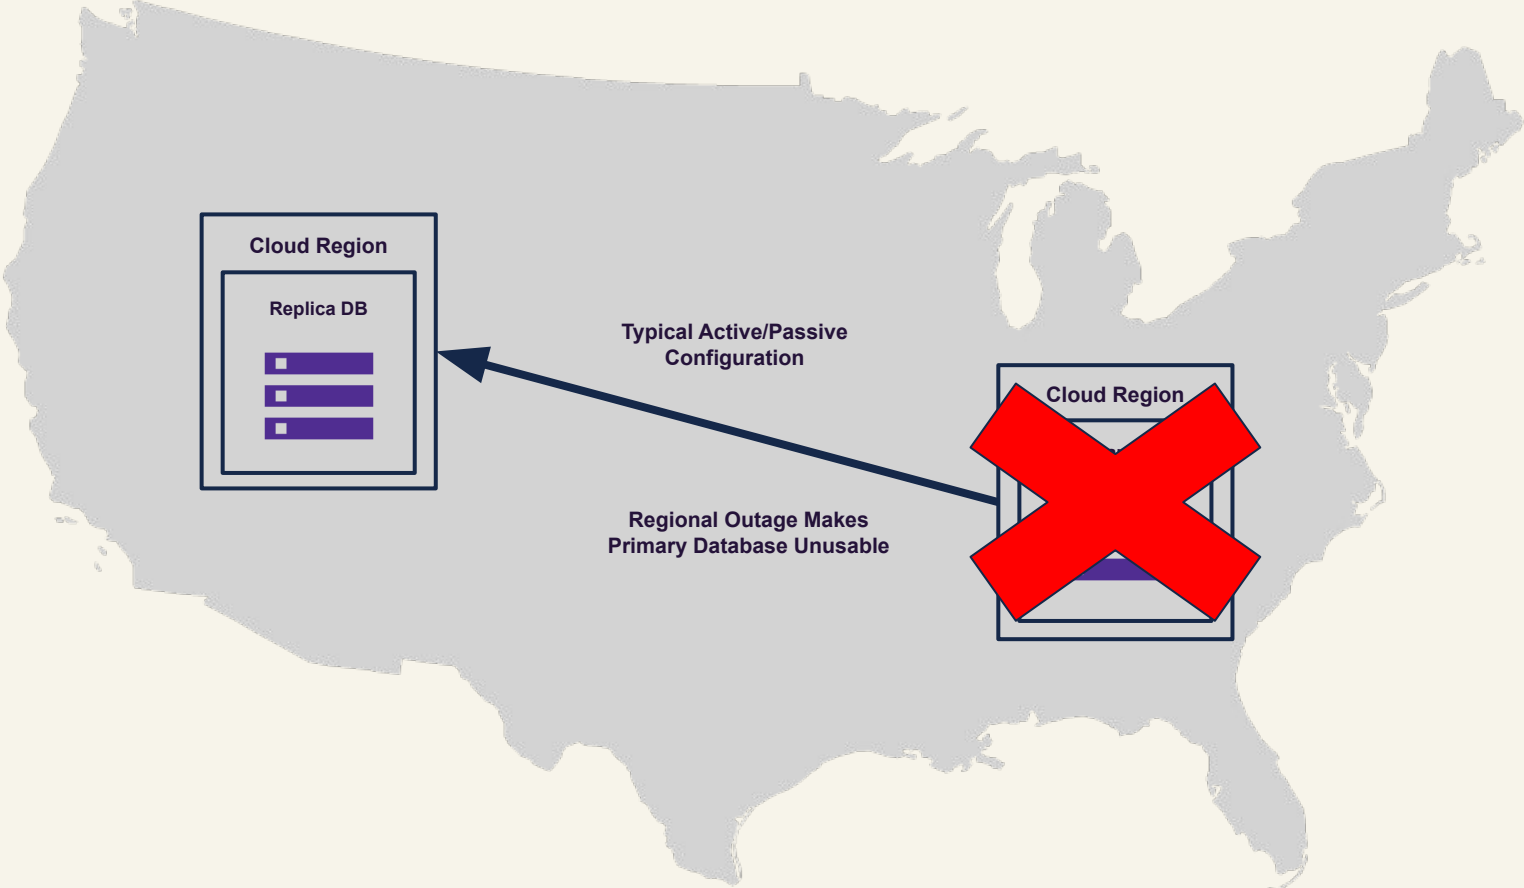 Cloud Region
Replica DB
Typical Active/Passive
Configuration
Cloud Region
Regional Outage Makes
Primary Database Unusable